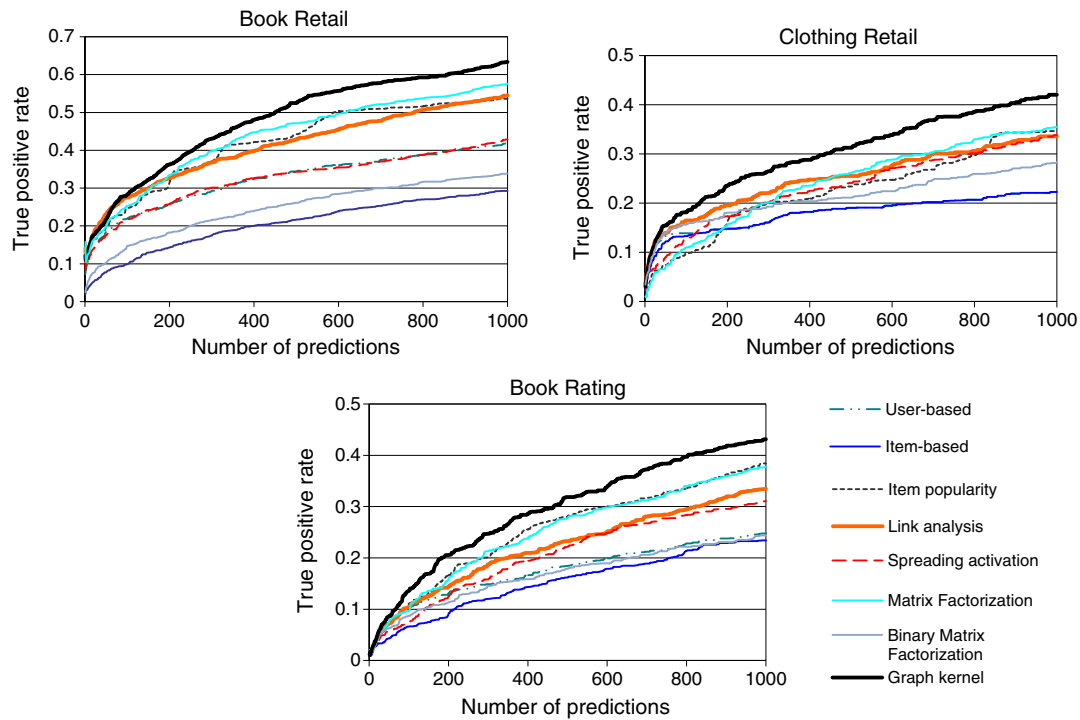 Book Retail
0.7
0.6
0.5
0.4
0.3
0.2
0.1
0
True positive rate
0 200 400 600 800 1000
Number of predictions
Clothing Retail
0.5
0.4
0.3
0.2
0.1
0
True positive rate
0 200 400 600 800 1000
Number of predictions
Book Rating
0.5
0.4
0.3
0.2
0.1
0
True positive rate
0 200 400 600 800 1000
Number of predictions
User-based
Item-based
Item popularity
Link analysis
Spreading activation
Matrix Factorization
Binary Matrix
Factorization
Graph kernel